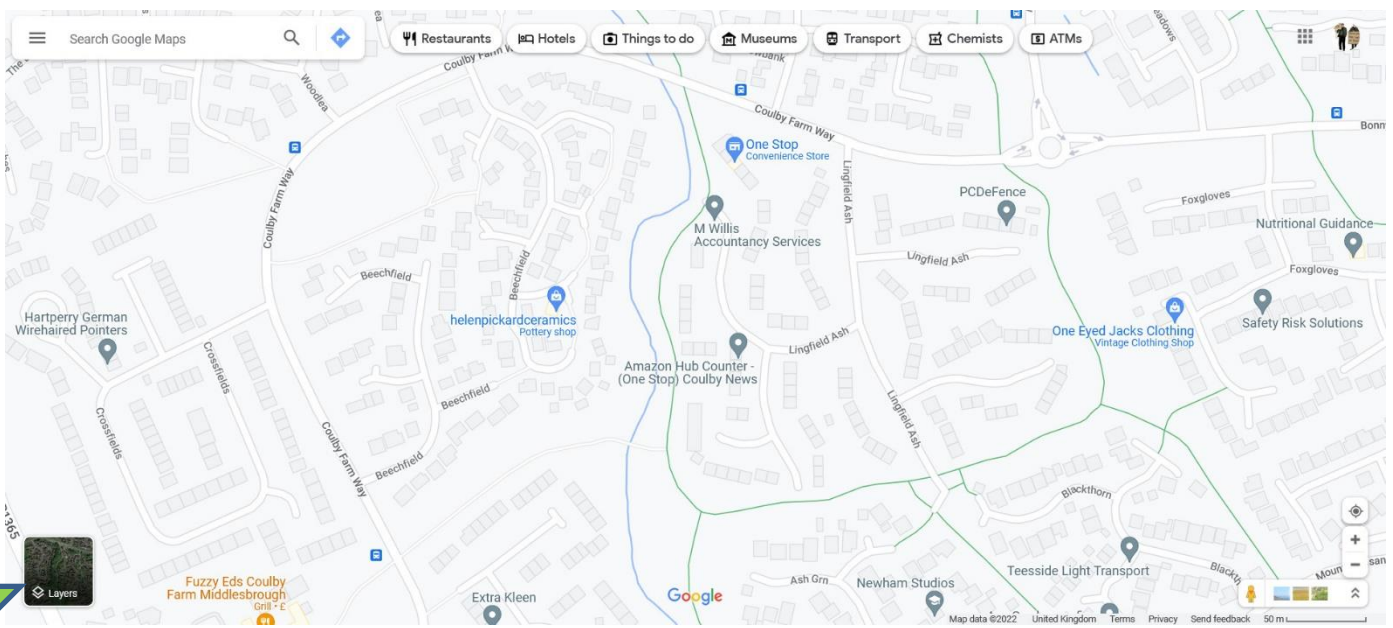 Search Google Maps
Restaurants
Hotels
Things to do
Museums
Transport
Chemists
ATMs
Woodlea
Coulby Farm Way
One Stop
Convenience Store
Lingfield Ash
PCDeFence
Foxgloves
Nutritional Guidance
Foxgloves
M Willis
Accountancy Services
Lingfield Ash
Coulby Farm Way
Beechfield
Beechfield
helenpickardceramics
Pottery shop
Hartperry German
Wirehaired Pointers
One Eyed Jacks Clothing
Vintage Clothing Shop
Safety Risk Solutions
Crossfields
Lingfield Ash
Amazon Hub Counter -
(One Stop) Coulby News
Beechfield
Crossfields
Coulby Farm Way
Lingfield Ash
Beechfield
Blackthorn
Layers
Fuzzy Eds Coulby
Farm Middlesbrough
Grill • £
Extra Kleen
Google
Ash Grn
Newham Studios
Teesside Light Transport
Map data ©2022
United Kingdom
Terms
Privacy
Send feedback
50 m